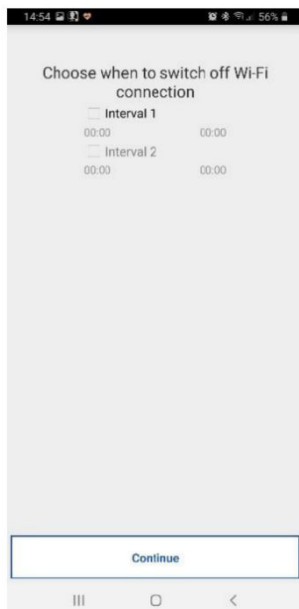 14:54 56%
Choose when to switch off Wi-Fi
connection
Interval 1
00:00 00:00
Interval 2
00:00 00:00
Continue